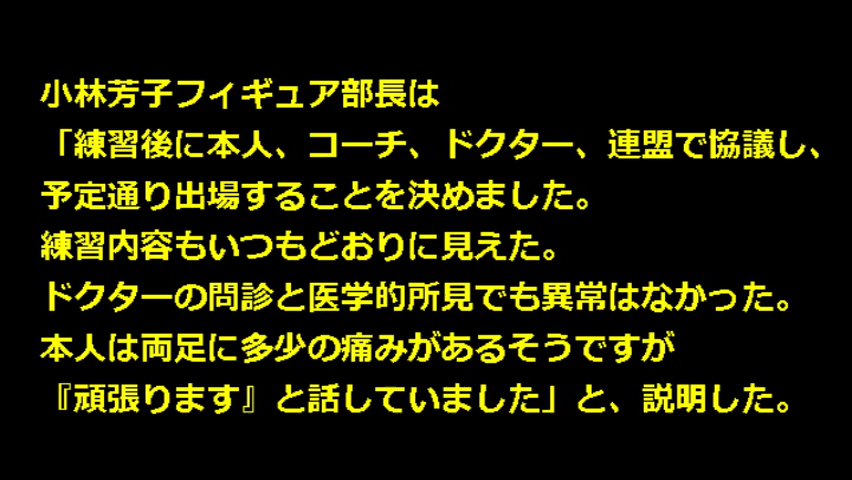 小林芳子フィギュア部長は
「練習後に本人、コーチ、ドクター、連盟で協議し、
予定通り出場することを決めました。
練習内容もいつもどおりに見えた。
ドクターの問診と医学的所見でも異常はなかった。
本人は両足に多少の痛みがあるそうですが
『頑張ります』と話していました」と、説明した。